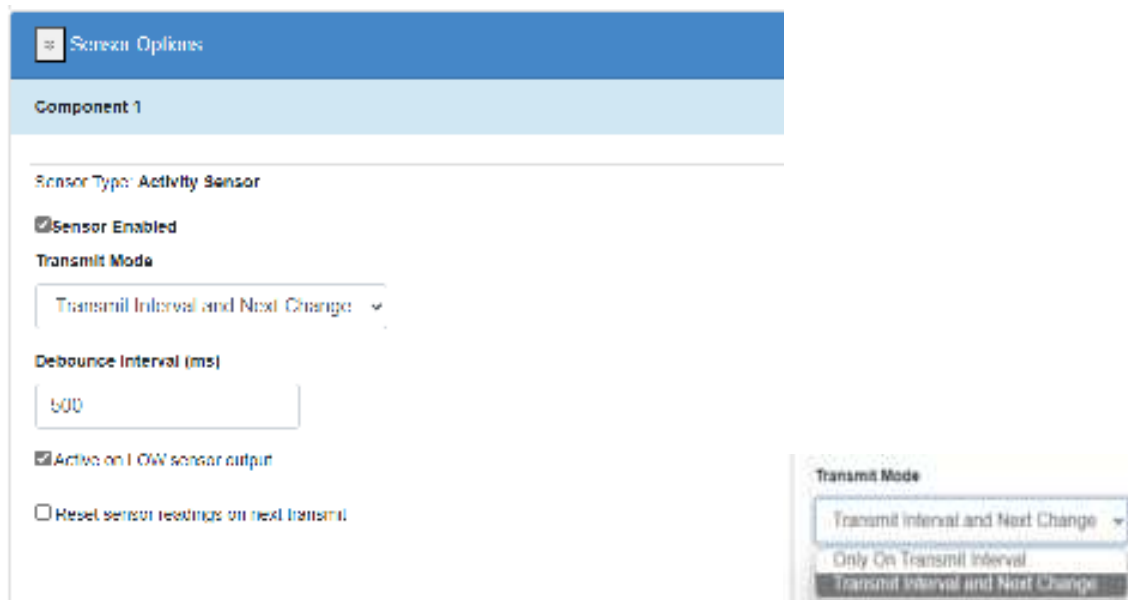 Sensor Options
Component 1
Sensor Type: Activity Sensor
Sensor Enabled
Transmit Mode
Transmit Interval and Next Change
Debounce Interval (ms)
500
Active on LOW sensor output
Reset sensor readings on next transmit
Transmit Mode
Transmit Interval and Next Change
Only On Transmit Interval
Transmit Interval and Next Change